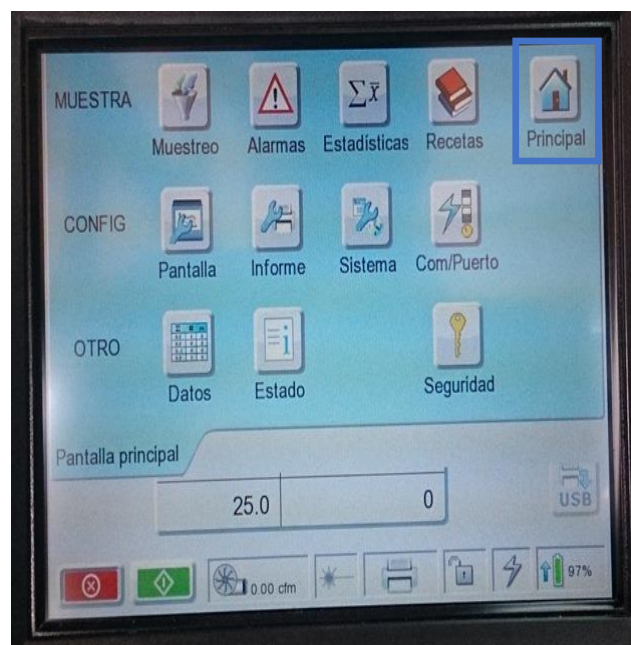 MUESTRA
Σx̄
Muestreo Alarmas Estadísticas Recetas Principal
CONFIG
Pantalla Informe Sistema Com/Puerto
OTRO
Datos Estado Seguridad
Pantalla principal
25.0 0
USB
0.00 cfm 97%